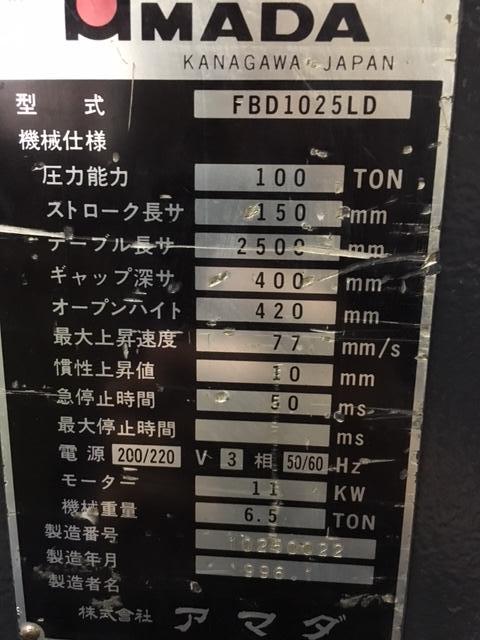 AMADA
KANAGAWA JAPAN
型式 FBD1025LD
機械仕様
圧力能力 100 TON
ストローク長サ 150 mm
テーブル長サ 2500 mm
ギャップ深サ 400 mm
オープンハイト 420 mm
最大上昇速度 77 mm/s
慣性上昇値 10 mm
急停止時間 50 ms
最大停止時間 ms
電源 200/220 V 3 相 50/60 Hz
モーター 11 KW
機械重量 6.5 TON
製造番号
製造年月
製造者名
株式会社 アマダ